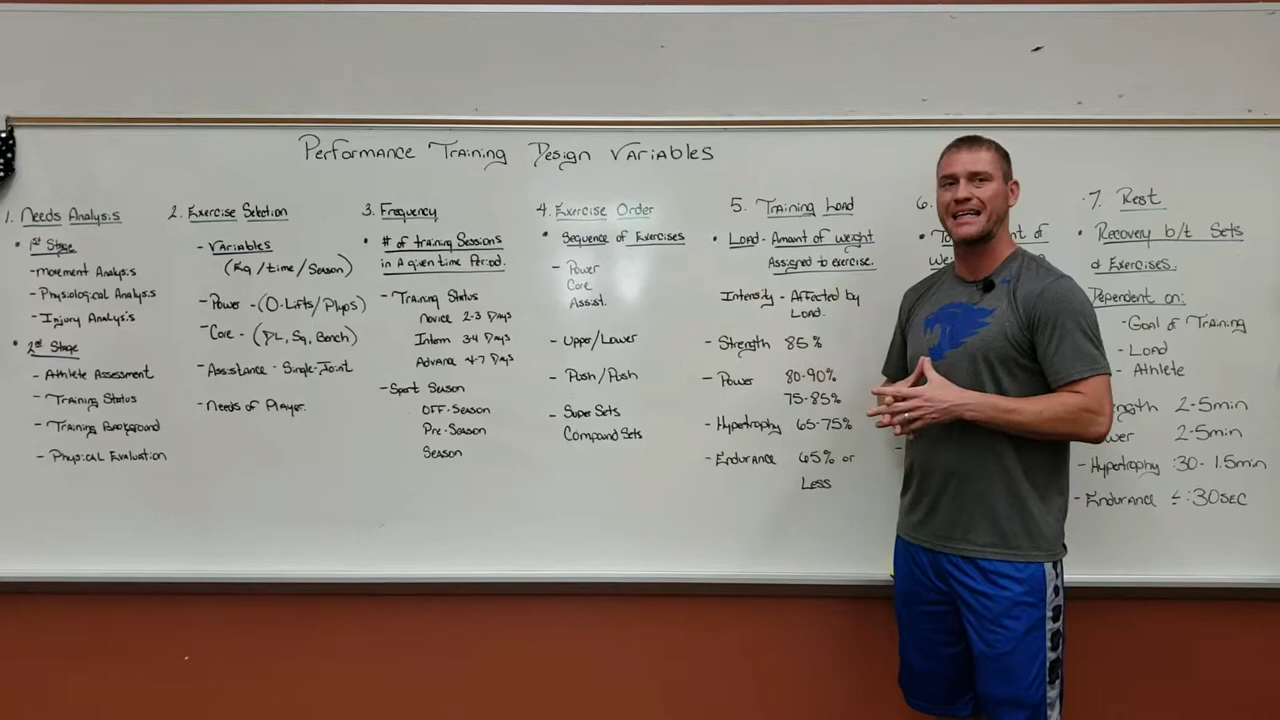 Performance Training Design Variables
1. Needs Analysis
• 1st Stage
- Movement Analysis
- Physiological Analysis
- Injury Analysis
• 2nd Stage
- Athlete Assessment
- Training Status
- Training Background
- Physical Evaluation
2. Exercise Selection
- Variables
(Eq/time/Season)
- Power - (O-Lifts/Plyos)
- Core - (DL, Sq, Bench)
- Assistance - Single-Joint
- Needs of Player.
3. Frequency
• # of training Sessions
in A given time Period.
- Training Status
Novice 2-3 Days
Interm 3-4 Days
Advance 4-7 Days
- Sport Season
OFF-Season
Pre-Season
Season
4. Exercise Order
• Sequence of Exercises
- Power
Core
Assist.
- Upper/Lower
- Push/Push
- Super Sets
Compound Sets
5. Training Load
• Load - Amount of weight
Assigned to exercise.
Intensity - Affected by
Load.
- Strength 85%
- Power 80-90%
75-85%
- Hypertrophy 65-75%
- Endurance 65% or
Less
6.
7. Rest
• Recovery b/t Sets
& Exercises.
Dependent on:
- Goal of Training
- Load
- Athlete
2-5min
2-5min
- Hypertrophy :30-1.5min
- Endurance ≤:30sec